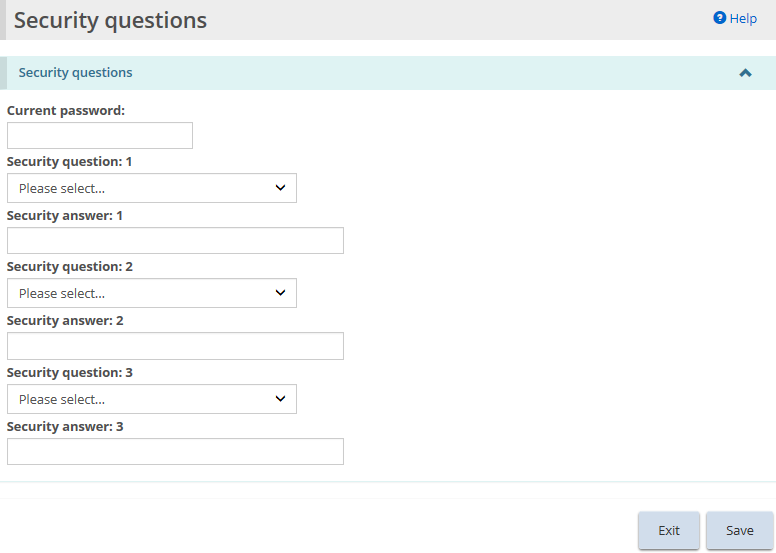 Security questions
Help
Security questions
Current password:
Security question: 1
Please select...
Security answer: 1
Security question: 2
Please select...
Security answer: 2
Security question: 3
Please select...
Security answer: 3
Exit
Save